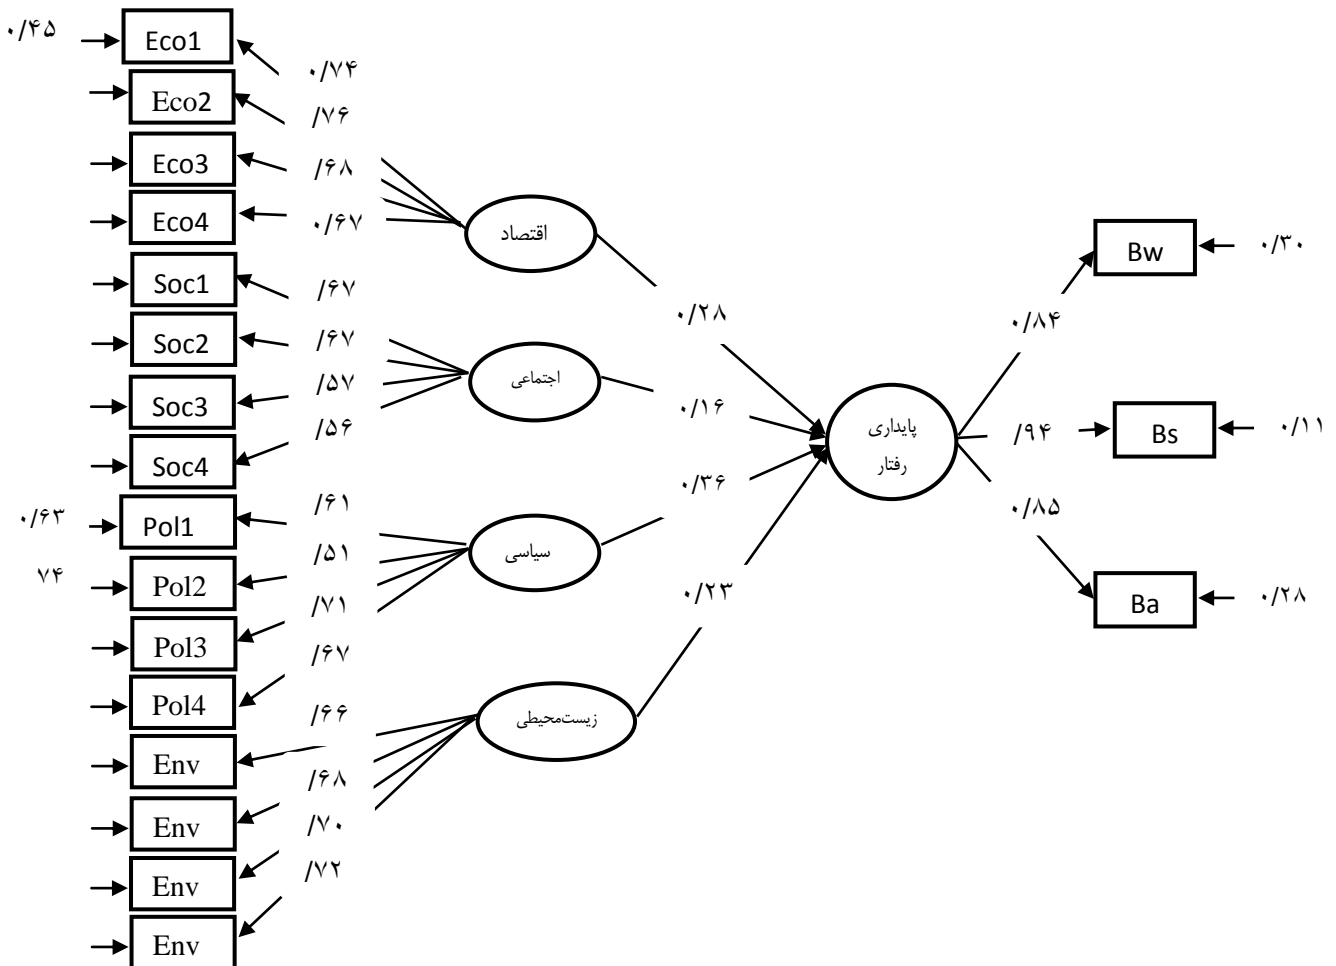 ۰/۴۵
Eco1
۰/۷۴
Eco2
/۷۶
Eco3
/۶۸
Eco4
۰/۶۷
Soc1
/۶۷
Soc2
/۶۷
Soc3
/۵۷
Soc4
/۵۶
۰/۶۳
Pol1
/۶۱
۷۴
Pol2
/۵۱
Pol3
/۷۱
Pol4
/۶۷
Env
/۶۶
Env
/۶۸
Env
/۷۰
Env
/۷۲
اقتصاد
اجتماعی
سیاسی
زیست‌محیطی
۰/۲۸
۰/۱۶
۰/۳۶
۰/۲۳
پایداری
رفتار
۰/۸۴
/۹۴
۰/۸۵
Bw
۰/۳۰
Bs
۰/۱۱
Ba
۰/۲۸